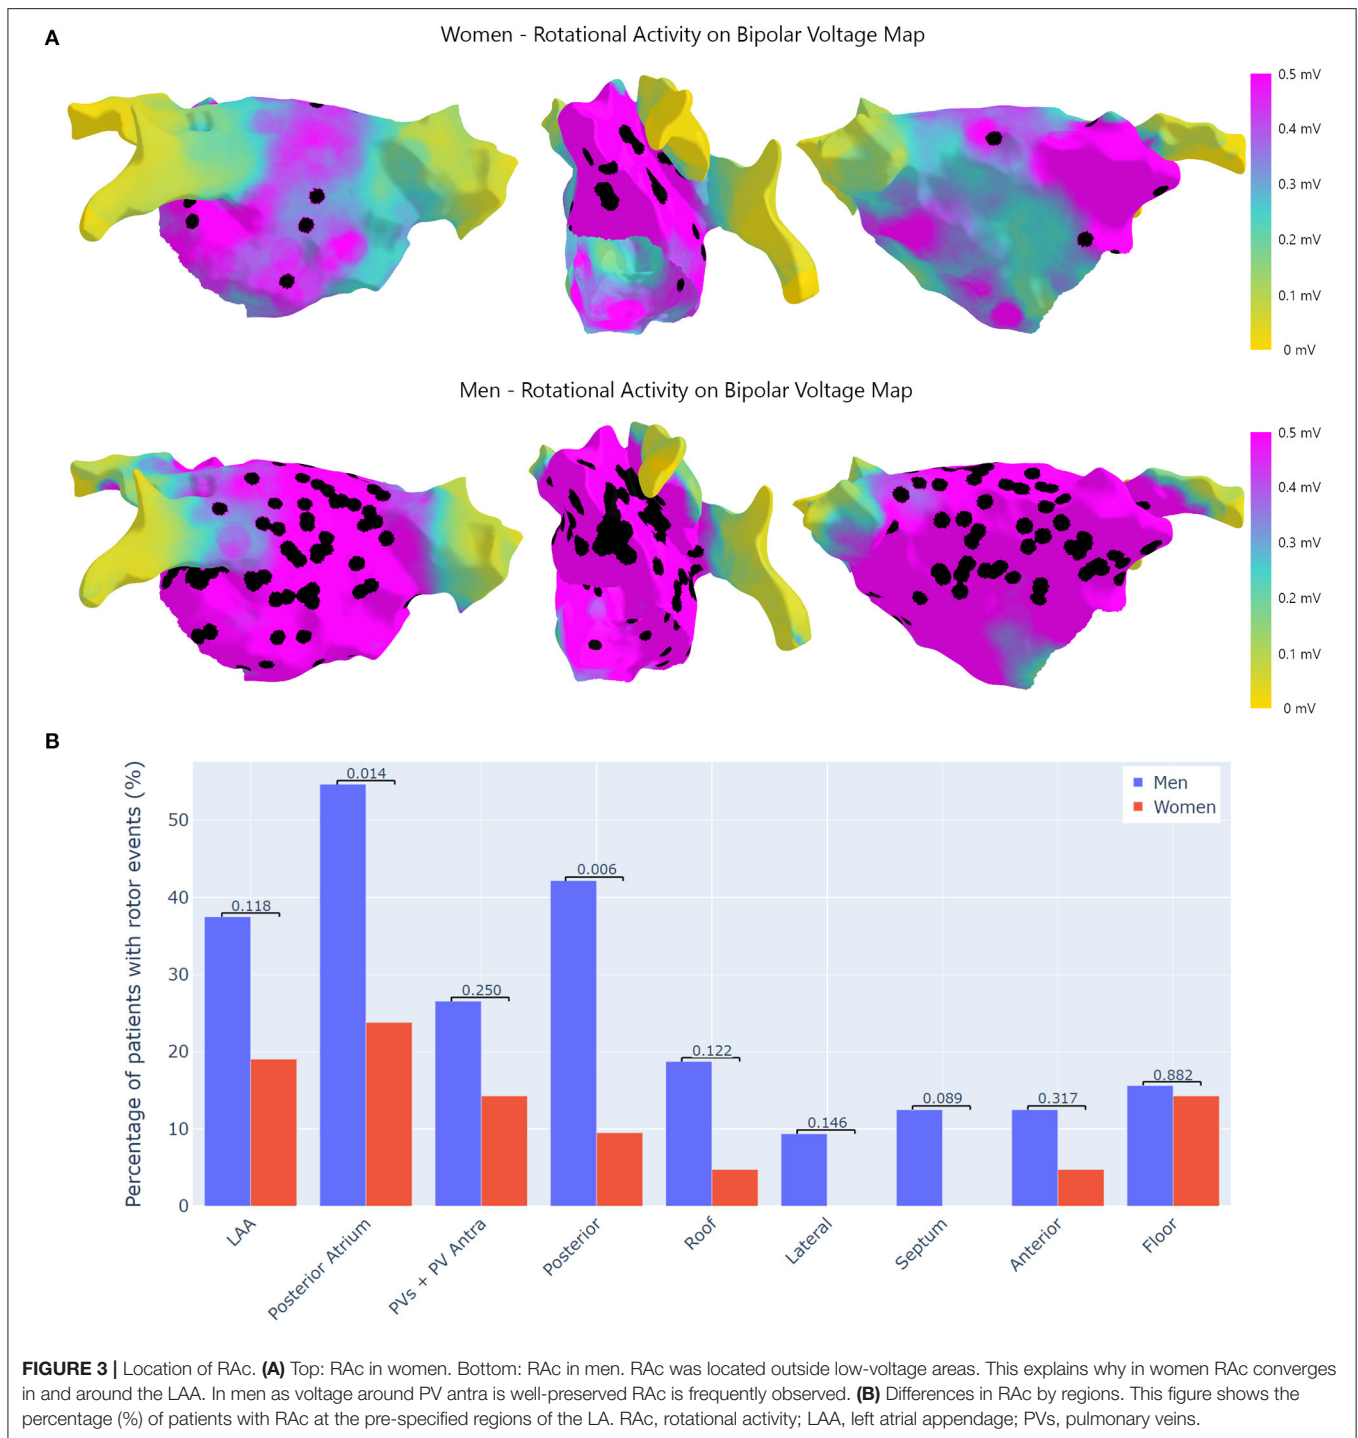 A
Women - Rotational Activity on Bipolar Voltage Map
0.5 mV
0.4 mV
0.3 mV
0.2 mV
0.1 mV
0 mV
Men - Rotational Activity on Bipolar Voltage Map
0.5 mV
0.4 mV
0.3 mV
0.2 mV
0.1 mV
0 mV
B
Percentage of patients with rotor events (%)
50
40
30
20
10
0
0.118
0.014
0.250
0.006
0.122
0.146
0.089
0.317
0.882
Men
Women
LAA
Posterior Atrium
PVs + PV Antra
Posterior
Roof
Lateral
Septum
Anterior
Floor
FIGURE 3 | Location of RAc. (A) Top: RAc in women. Bottom: RAc in men. RAc was located outside low-voltage areas. This explains why in women RAc converges
in and around the LAA. In men as voltage around PV antra is well-preserved RAc is frequently observed. (B) Differences in RAc by regions. This figure shows the
percentage (%) of patients with RAc at the pre-specified regions of the LA. RAc, rotational activity; LAA, left atrial appendage; PVs, pulmonary veins.